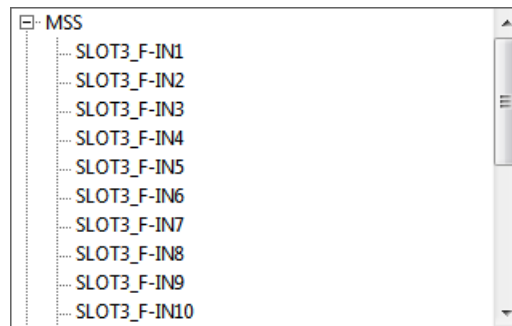 MSS
SLOT3_F-IN1
SLOT3_F-IN2
SLOT3_F-IN3
SLOT3_F-IN4
SLOT3_F-IN5
SLOT3_F-IN6
SLOT3_F-IN7
SLOT3_F-IN8
SLOT3_F-IN9
SLOT3_F-IN10